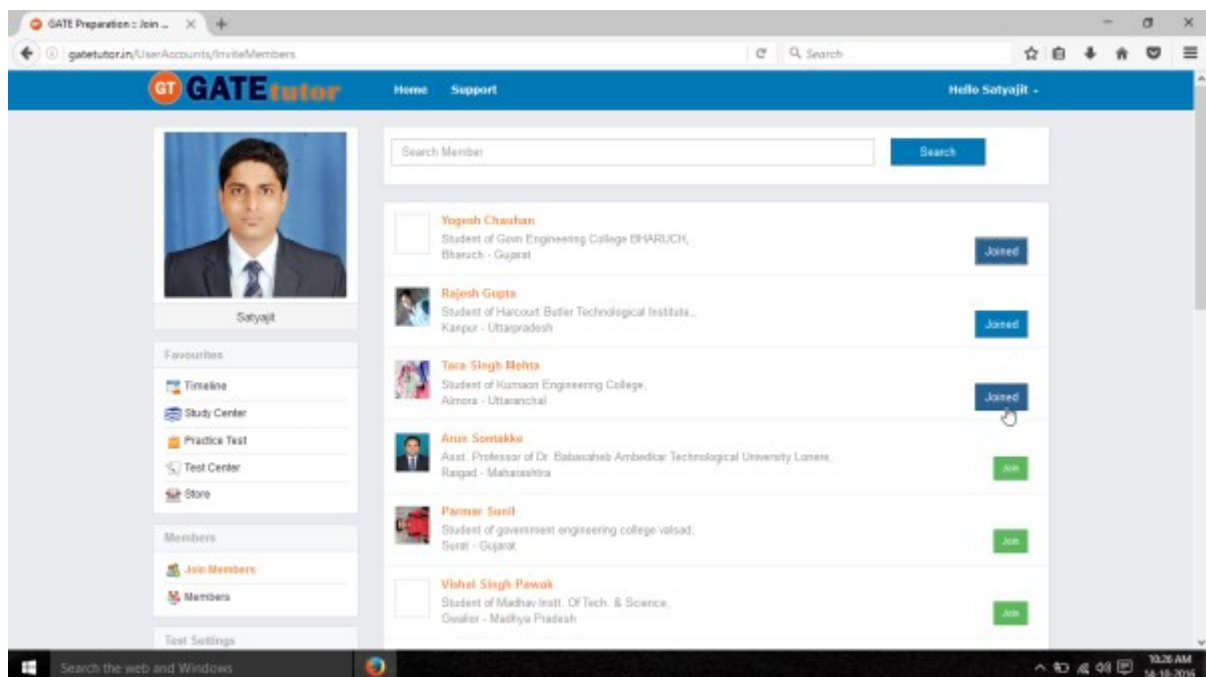 GATE Preparation :: Join ...
gatetutor.in/UserAccounts/InviteMembers
Search
GT GATEtutor
Home Support
Hello Satyajit
Search Member
Search
Satyajit
Favourites
Timeline
Study Center
Practice Test
Test Center
Store
Members
Join Members
Members
Test Settings
Yogesh Chauhan
Student of Govn Engineering College BHARUCH,
Bharuch - Gujarat
Joined
Rajesh Gupta
Student of Harcourt Butler Technological Institute.,
Kanpur - Uttarpradesh
Joined
Tara Singh Mehta
Student of Kumaon Engineering College,
Almora - Uttaranchal
Joined
Arun Sontakke
Asst. Professor of Dr. Babasaheb Ambedkar Technological University Lonere,
Raigad - Maharashtra
Join
Parmar Sunil
Student of government engineering college valsad,
Surat - Gujarat
Join
Vishal Singh Pawak
Student of Madhav Instt. Of Tech. & Science,
Gwalior - Madhya Pradesh
Join
Search the web and Windows
10:26 AM
14-10-2016